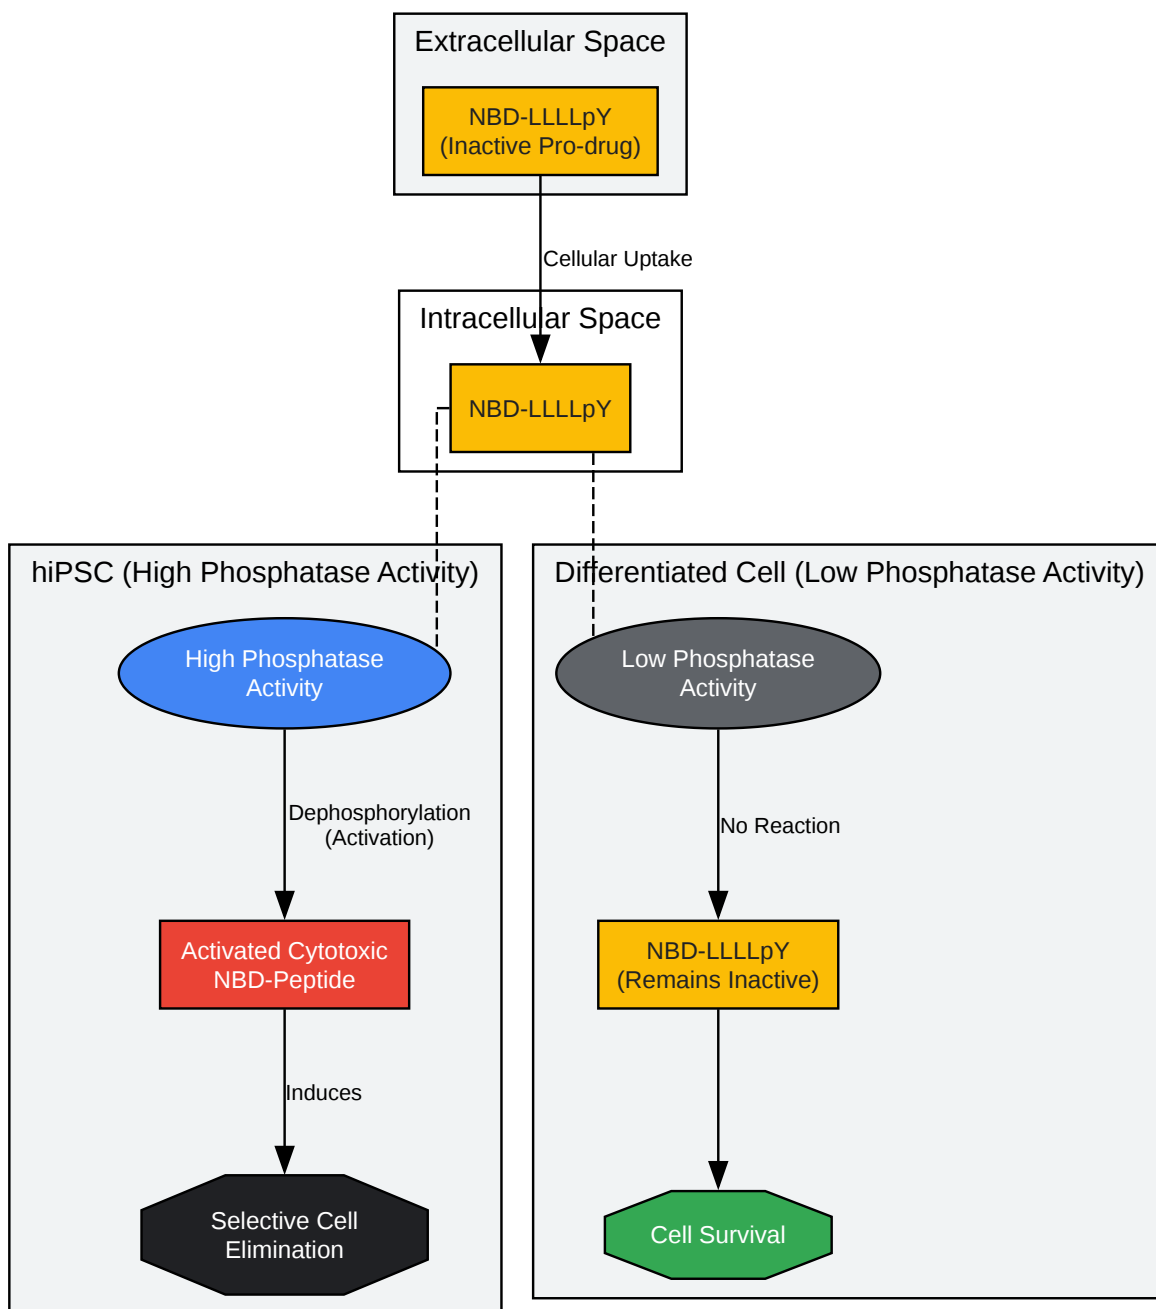 Extracellular Space
NBD-LLLLpY
(Inactive Pro-drug)
Cellular Uptake
Intracellular Space
NBD-LLLLpY
hiPSC (High Phosphatase Activity)
High Phosphatase
Activity
Dephosphorylation
(Activation)
Activated Cytotoxic
NBD-Peptide
Induces
Selective Cell
Elimination
Differentiated Cell (Low Phosphatase Activity)
Low Phosphatase
Activity
No Reaction
NBD-LLLLpY
(Remains Inactive)
Cell Survival